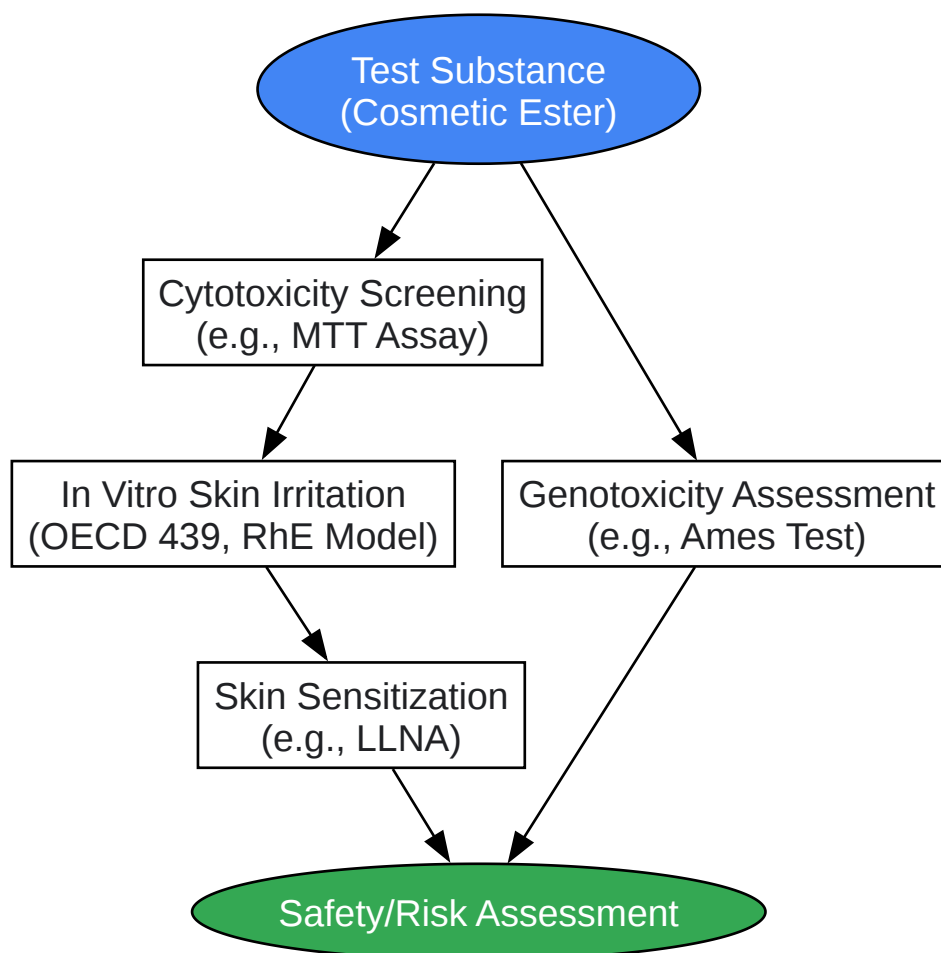 Test Substance
(Cosmetic Ester)
Cytotoxicity Screening
(e.g., MTT Assay)
In Vitro Skin Irritation
(OECD 439, RhE Model)
Genotoxicity Assessment
(e.g., Ames Test)
Skin Sensitization
(e.g., LLNA)
Safety/Risk Assessment